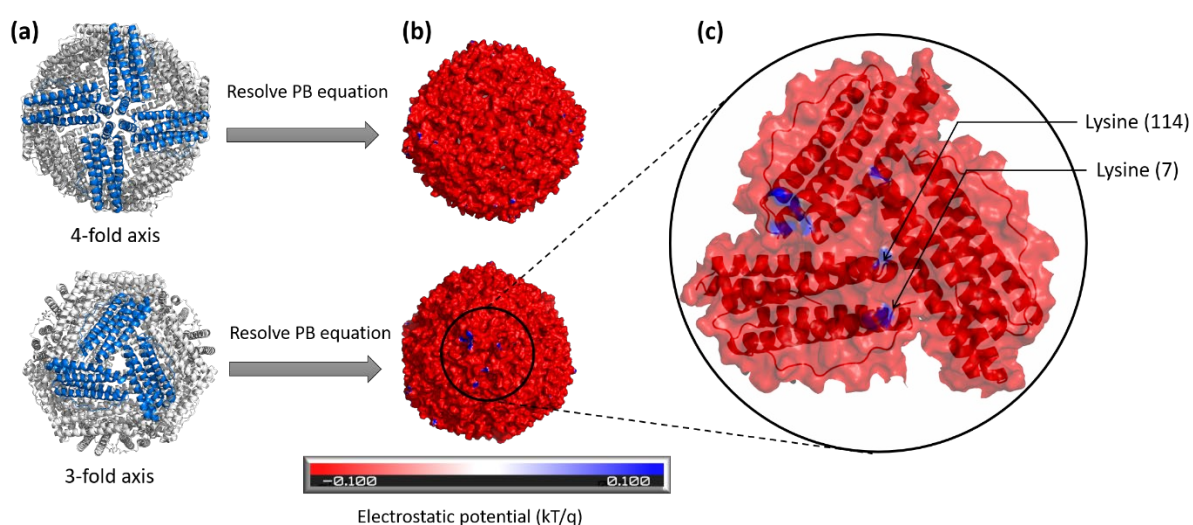 (a)
(b)
(c)
Resolve PB equation
Lysine (114)
Lysine (7)
4-fold axis
Resolve PB equation
3-fold axis
-0.100 0.100
Electrostatic potential (kT/q)